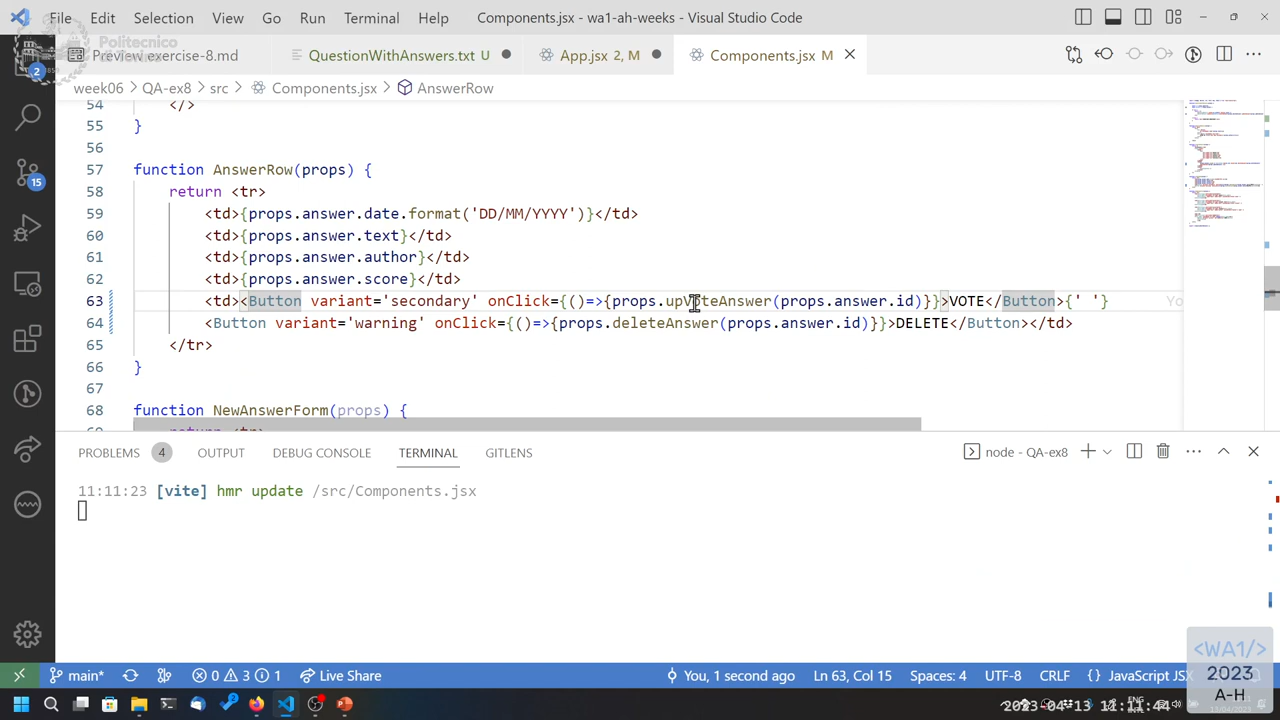 File Edit Selection View Go Run Terminal Help Components.jsx - wa1-ah-weeks - Visual Studio Code
Politecnico
Preview exercise-8md QuestionWithAnswers.txt App.jsx 2, M Components.jsx M
week06 QA-ex8 src Components.jsx AnswerRow
54 </>
55 }
56
57 function AnswerRow(props) {
58 return <tr>
59 <td>{props.answer.date.format('DD/MM/YYYY')}</td>
60 <td>{props.answer.text}</td>
61 <td>{props.answer.author}</td>
62 <td>{props.answer.score}</td>
63 <td><Button variant='secondary' onClick={()=>{props.upVoteAnswer(props.answer.id)}}>VOTE</Button>{' '}
64 <Button variant='warning' onClick={()=>{props.deleteAnswer(props.answer.id)}}>DELETE</Button></td>
65 </tr>
66 }
67
68 function NewAnswerForm(props) {
PROBLEMS 4 OUTPUT DEBUG CONSOLE TERMINAL GITLENS node - QA-ex8
11:11:23 [vite] hmr update /src/Components.jsx
2
15
<WA1/>
2023
A-H
main* 0 3 1 Live Share You, 1 second ago Ln 63, Col 15 Spaces: 4 UTF-8 CRLF JavaScript JSX
ENG